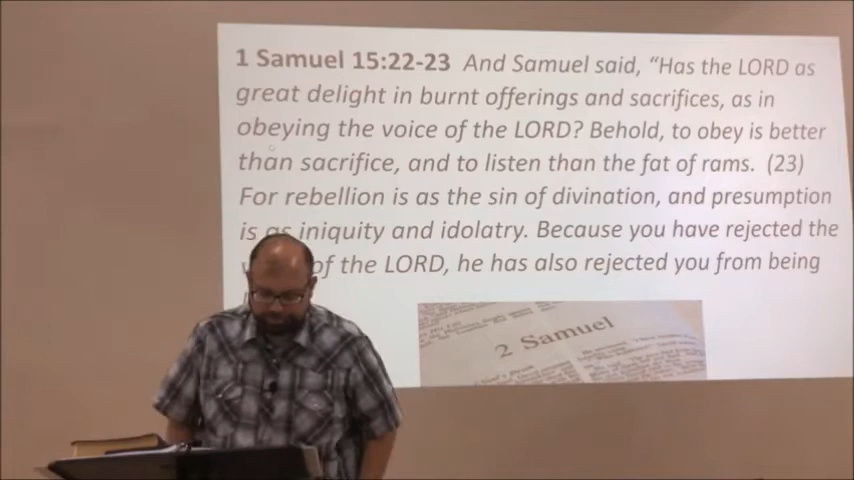 1 Samuel 15:22-23 And Samuel said, “Has the LORD as
great delight in burnt offerings and sacrifices, as in
obeying the voice of the LORD? Behold, to obey is better
than sacrifice, and to listen than the fat of rams. (23)
For rebellion is as the sin of divination, and presumption
is as iniquity and idolatry. Because you have rejected the
of the LORD, he has also rejected you from being
2 Samuel